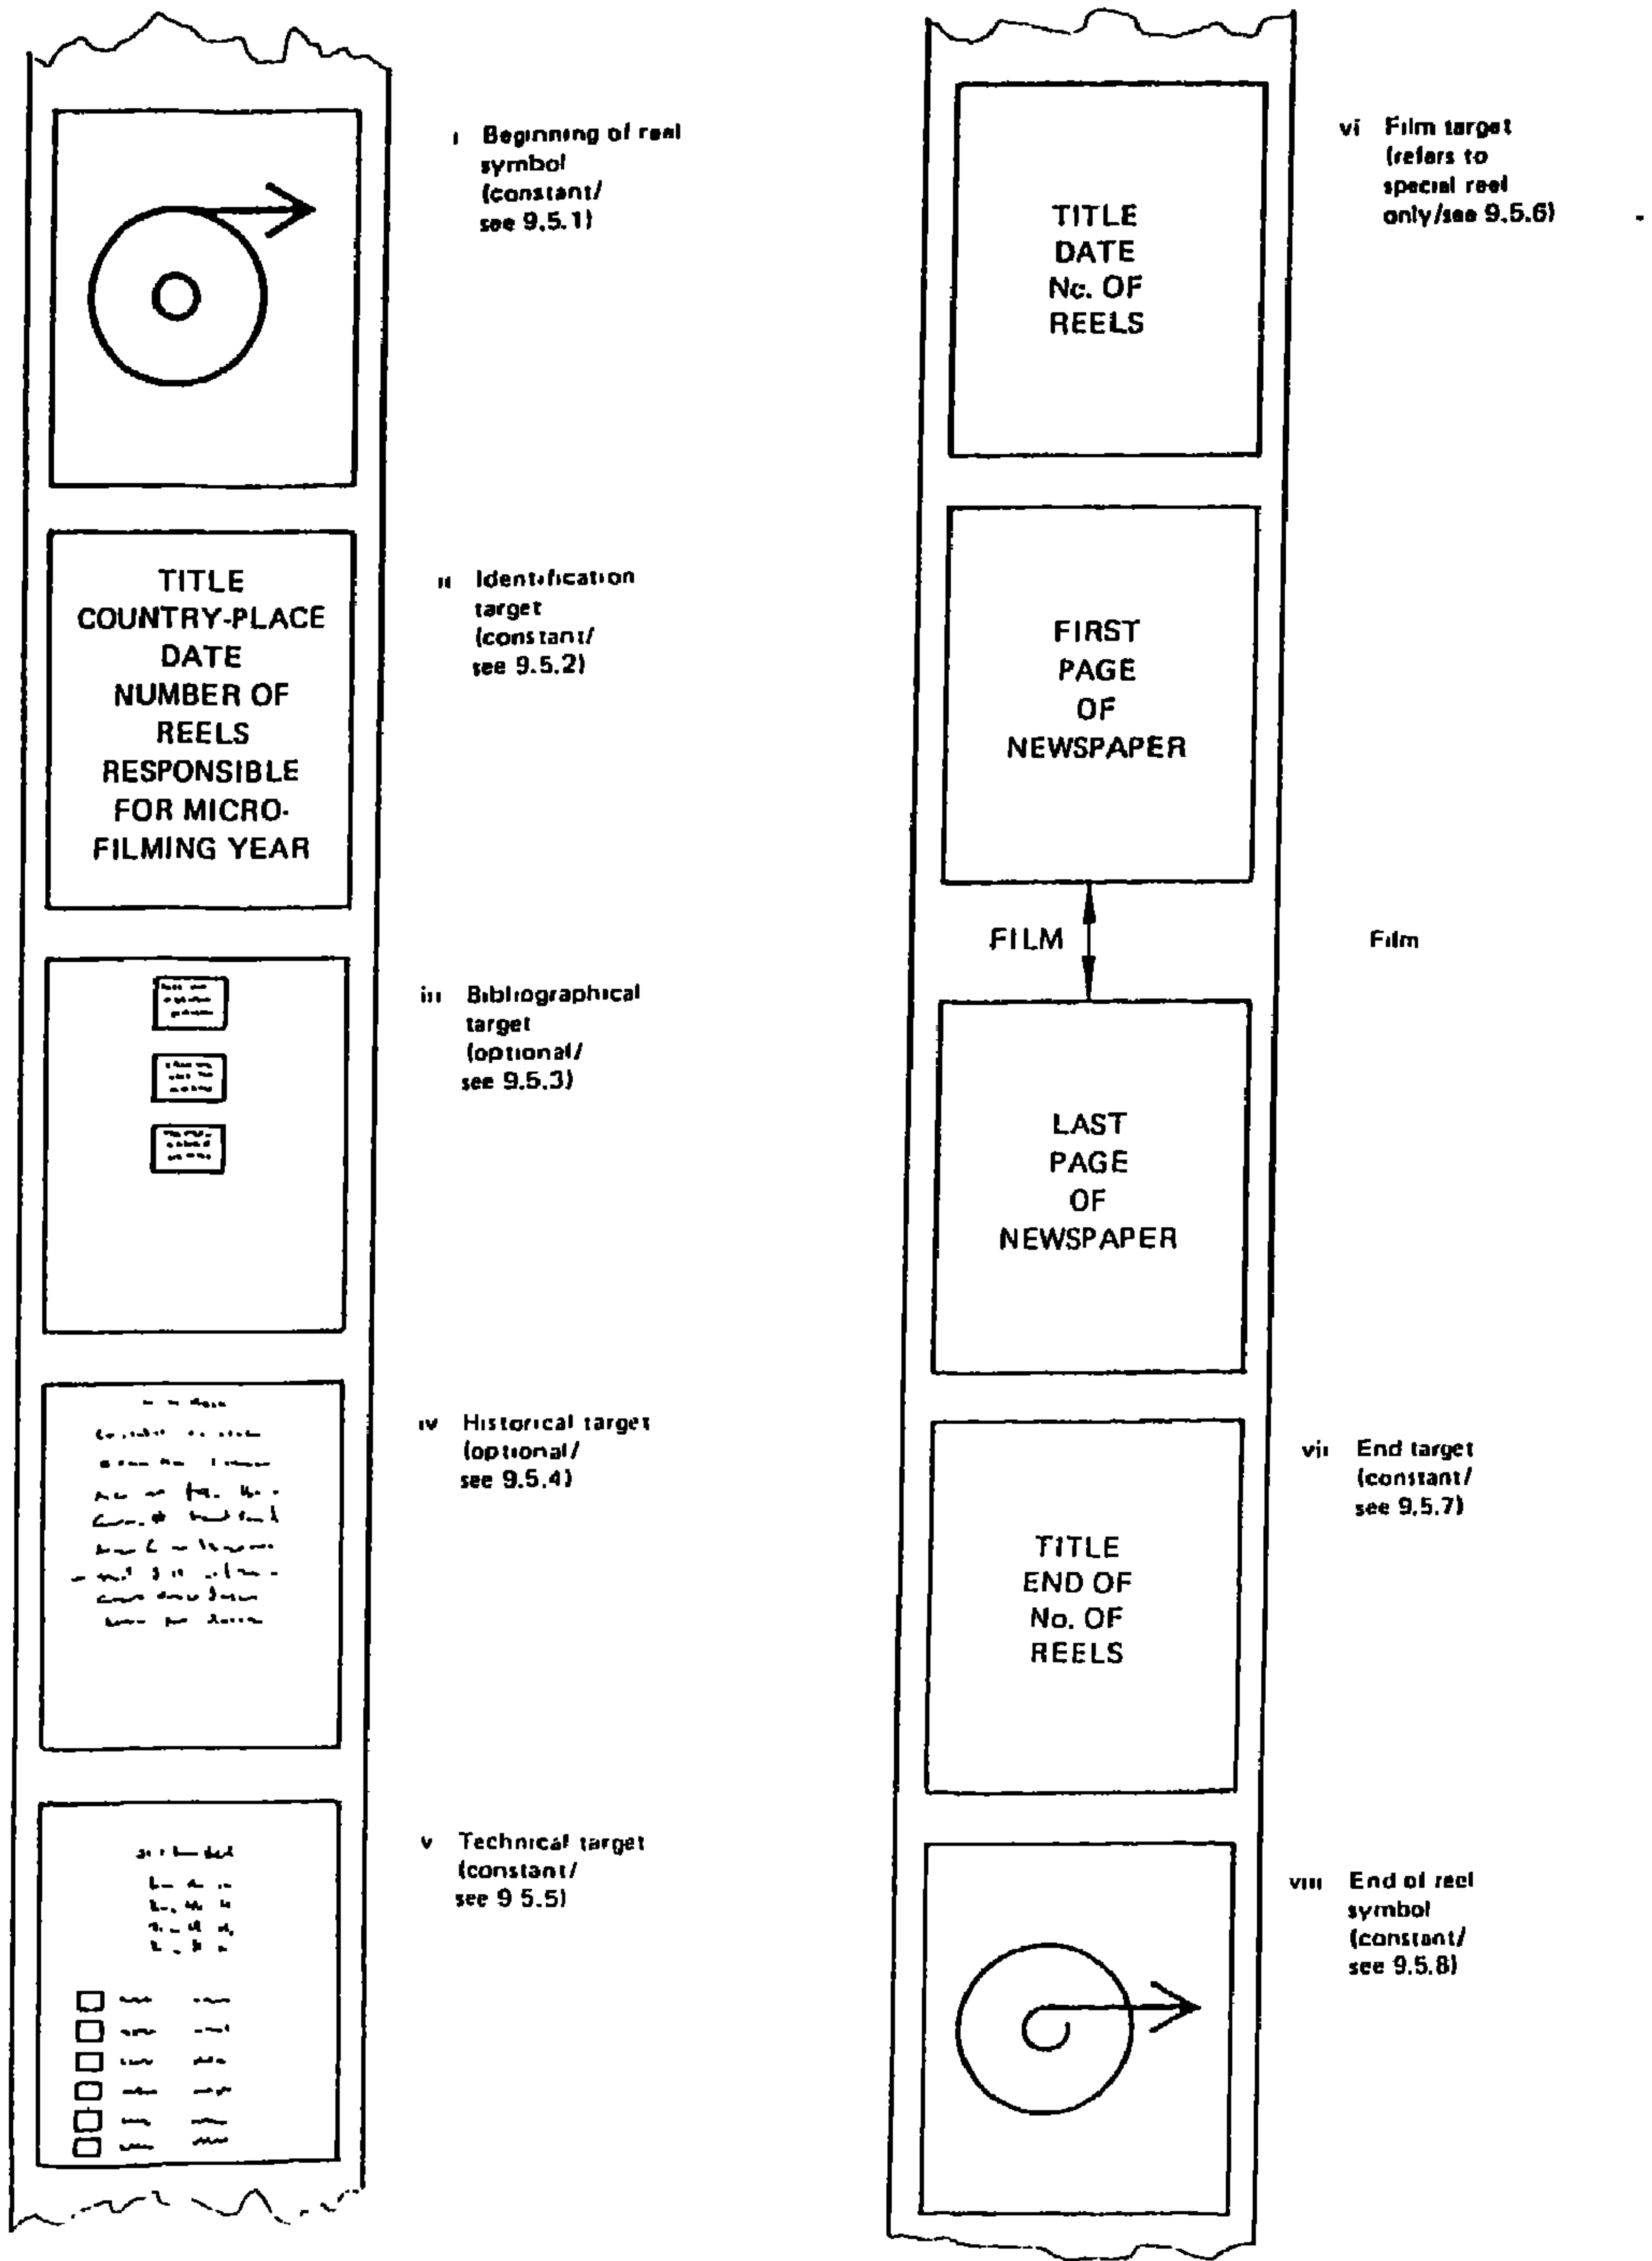 i Beginning of reel
symbol
(constant/
see 9.5.1)
TITLE
COUNTRY-PLACE
DATE
NUMBER OF
REELS
RESPONSIBLE
FOR MICRO-
FILMING YEAR
ii Identification
target
(constant/
see 9.5.2)
iii Bibliographical
target
(optional/
see 9.5.3)
iv Historical target
(optional/
see 9.5.4)
v Technical target
(constant/
see 9 5.5)
TITLE
DATE
No. OF
REELS
vi Film target
(refers to
special reel
only/see 9.5.6)
FIRST
PAGE
OF
NEWSPAPER
FILM
Film
LAST
PAGE
OF
NEWSPAPER
TITLE
END OF
No. OF
REELS
vii End target
(constant/
see 9.5.7)
viii End of reel
symbol
(constant/
see 9.5.8)